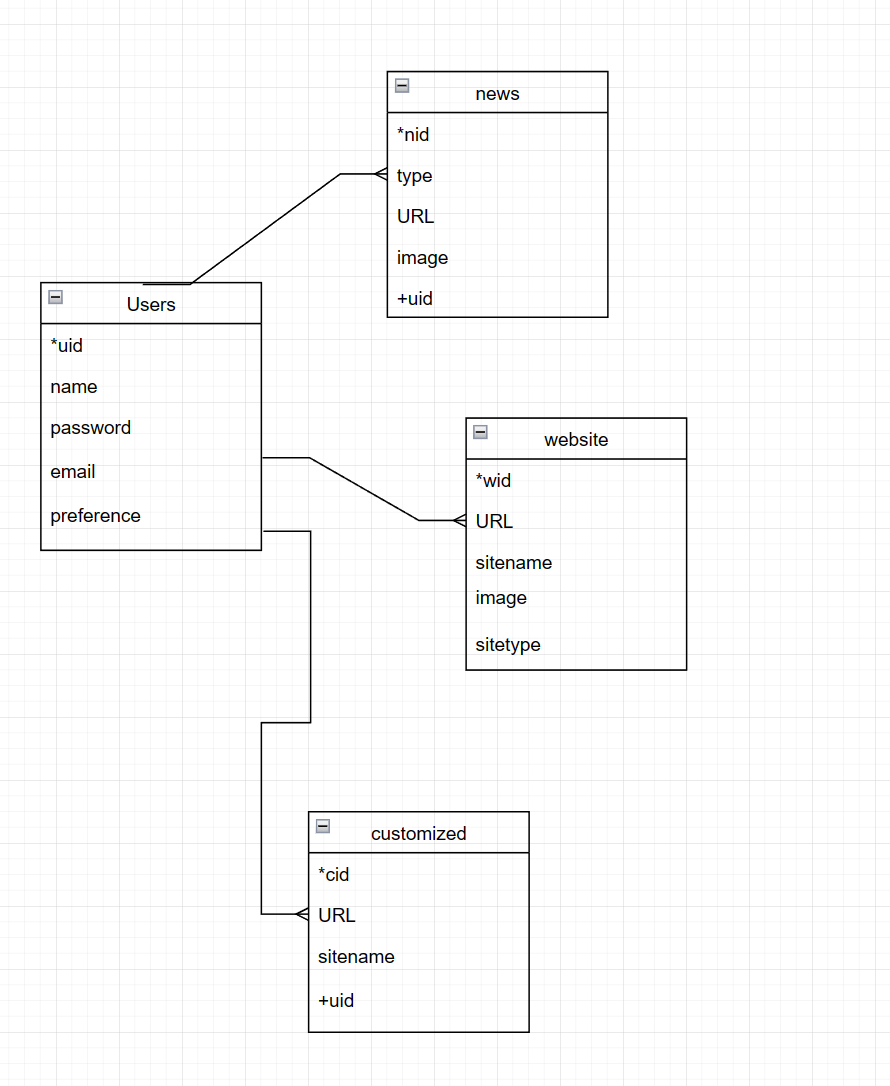 news
*nid
type
URL
image
+uid
Users
*uid
name
password
email
preference
website
*wid
URL
sitename
image
sitetype
customized
*cid
URL
sitename
+uid